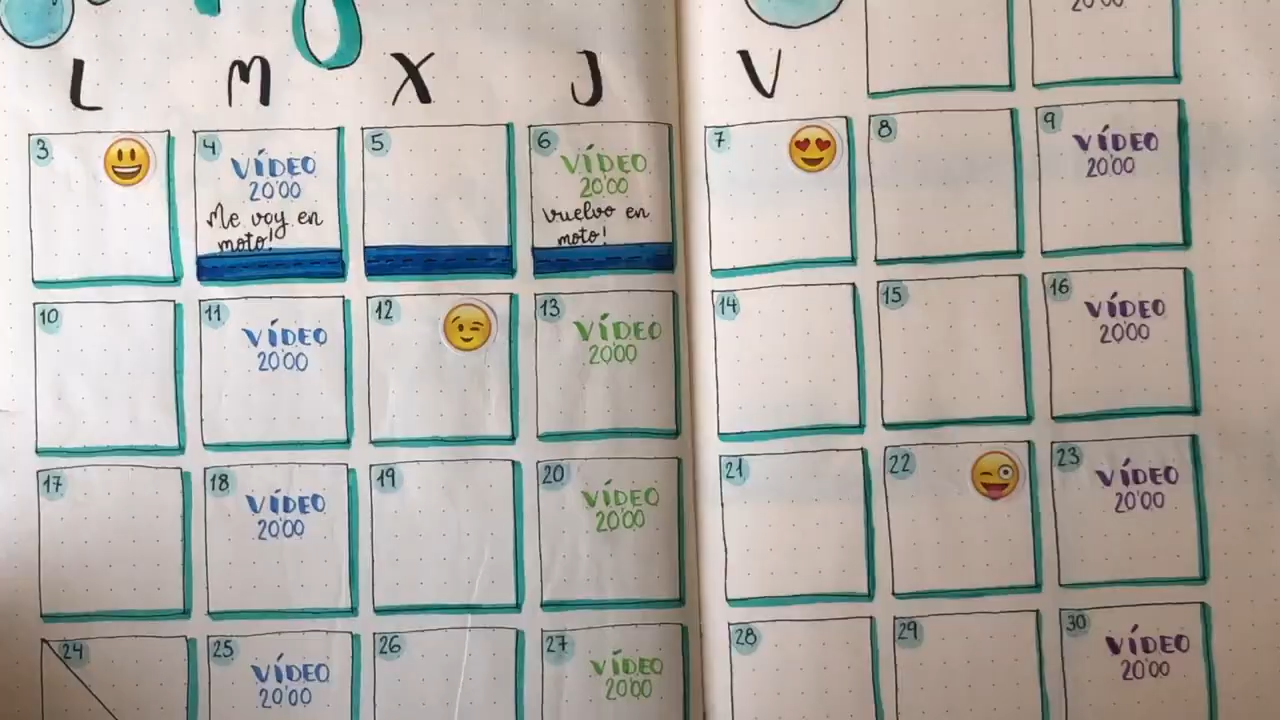 20'00
L M X J V
3 4 5 6 7 8 9
VÍDEO VÍDEO VÍDEO
20'00 20'00 20'00
Me voy en vuelvo en
moto! moto!
10 11 12 13 14 15 16
VÍDEO VÍDEO VÍDEO
20'00 20'00 20'00
17 18 19 20 21 22 23
VÍDEO VÍDEO VÍDEO
20'00 20'00 20'00
24 25 26 27 28 29 30
VÍDEO VÍDEO VÍDEO
20'00 20'00 20'00